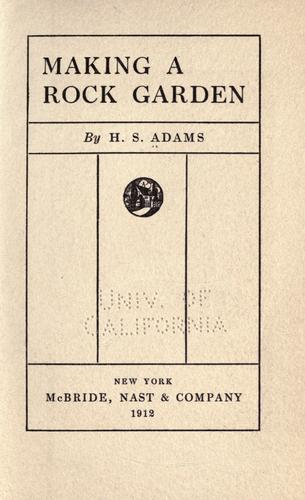 MAKING A
ROCK GARDEN
By H. S. ADAMS
UNIV. OF
CALIFORNIA
NEW YORK
McBRIDE, NAST & COMPANY
1912